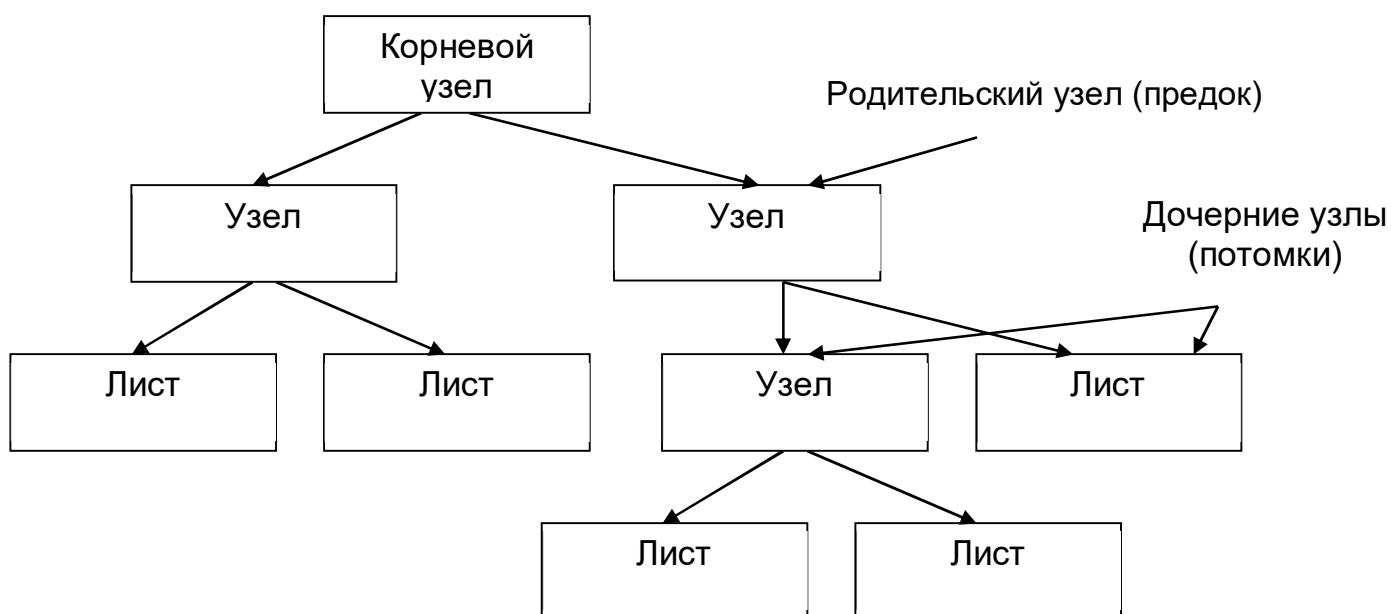 Корневой
узел
Родительский узел (предок)
Узел
Узел
Дочерние узлы
(потомки)
Лист
Лист
Узел
Лист
Лист
Лист